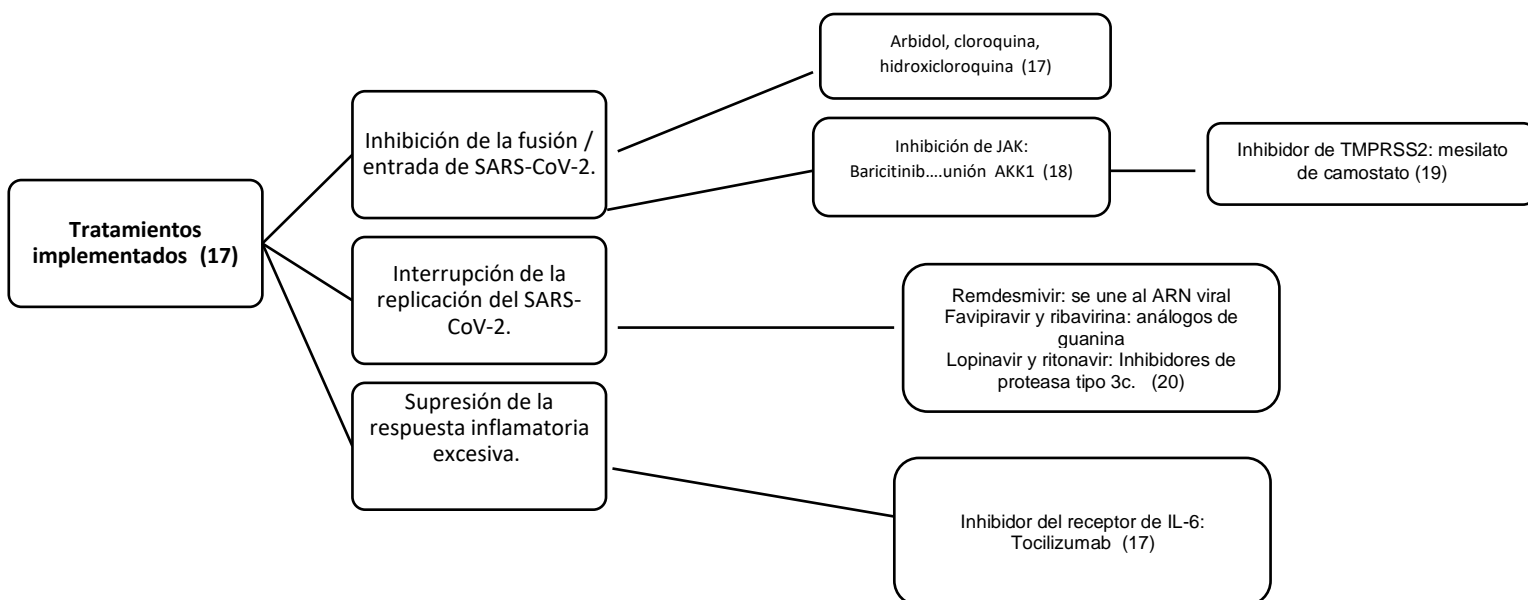 Tratamientos
implementados (17)
Inhibición de la fusión /
entrada de SARS-CoV-2.
Arbidol, cloroquina,
hidroxicloroquina (17)
Inhibición de JAK:
Baricitinib....unión AKK1 (18)
Inhibidor de TMPRSS2: mesilato
de camostato (19)
Interrupción de la
replicación del SARS-
CoV-2.
Remdesmivir: se une al ARN viral
Favipiravir y ribavirina: análogos de
guanina
Lopinavir y ritonavir: Inhibidores de
proteasa tipo 3c. (20)
Supresión de la
respuesta inflamatoria
excesiva.
Inhibidor del receptor de IL-6:
Tocilizumab (17)